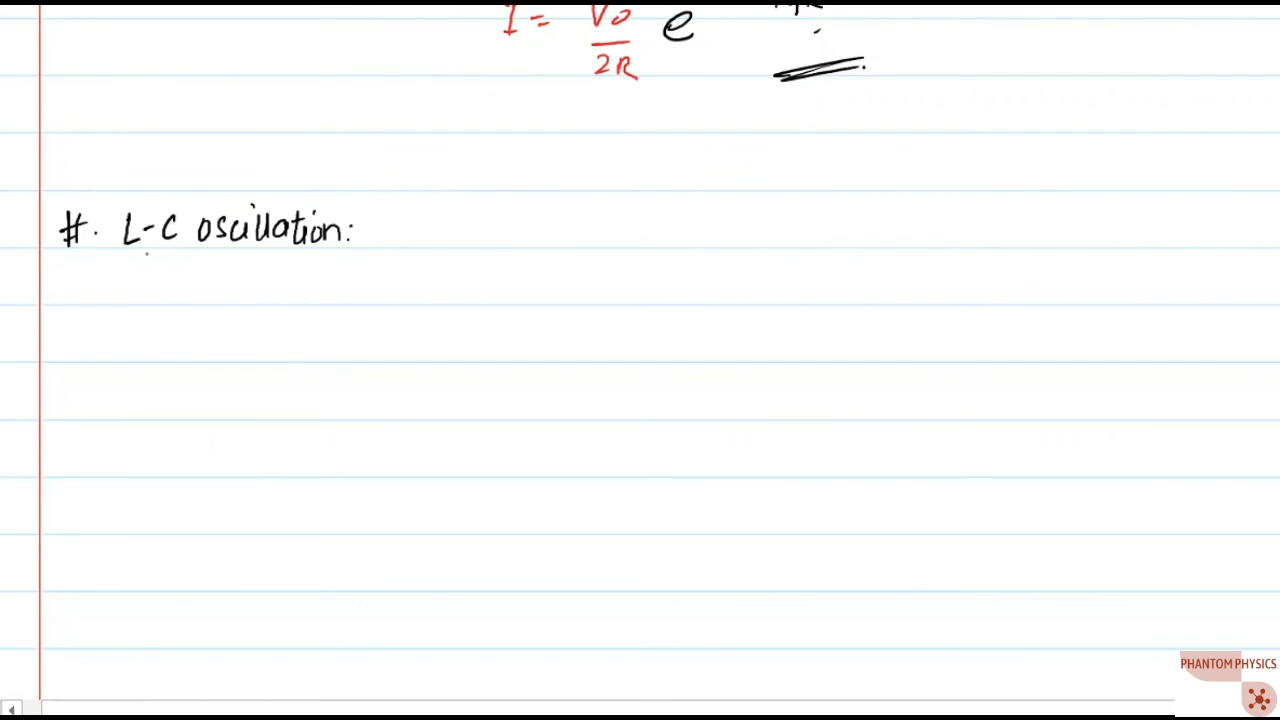 I = V0 e
2R
#. L-C oscillation:
PHANTOM PHYSICS